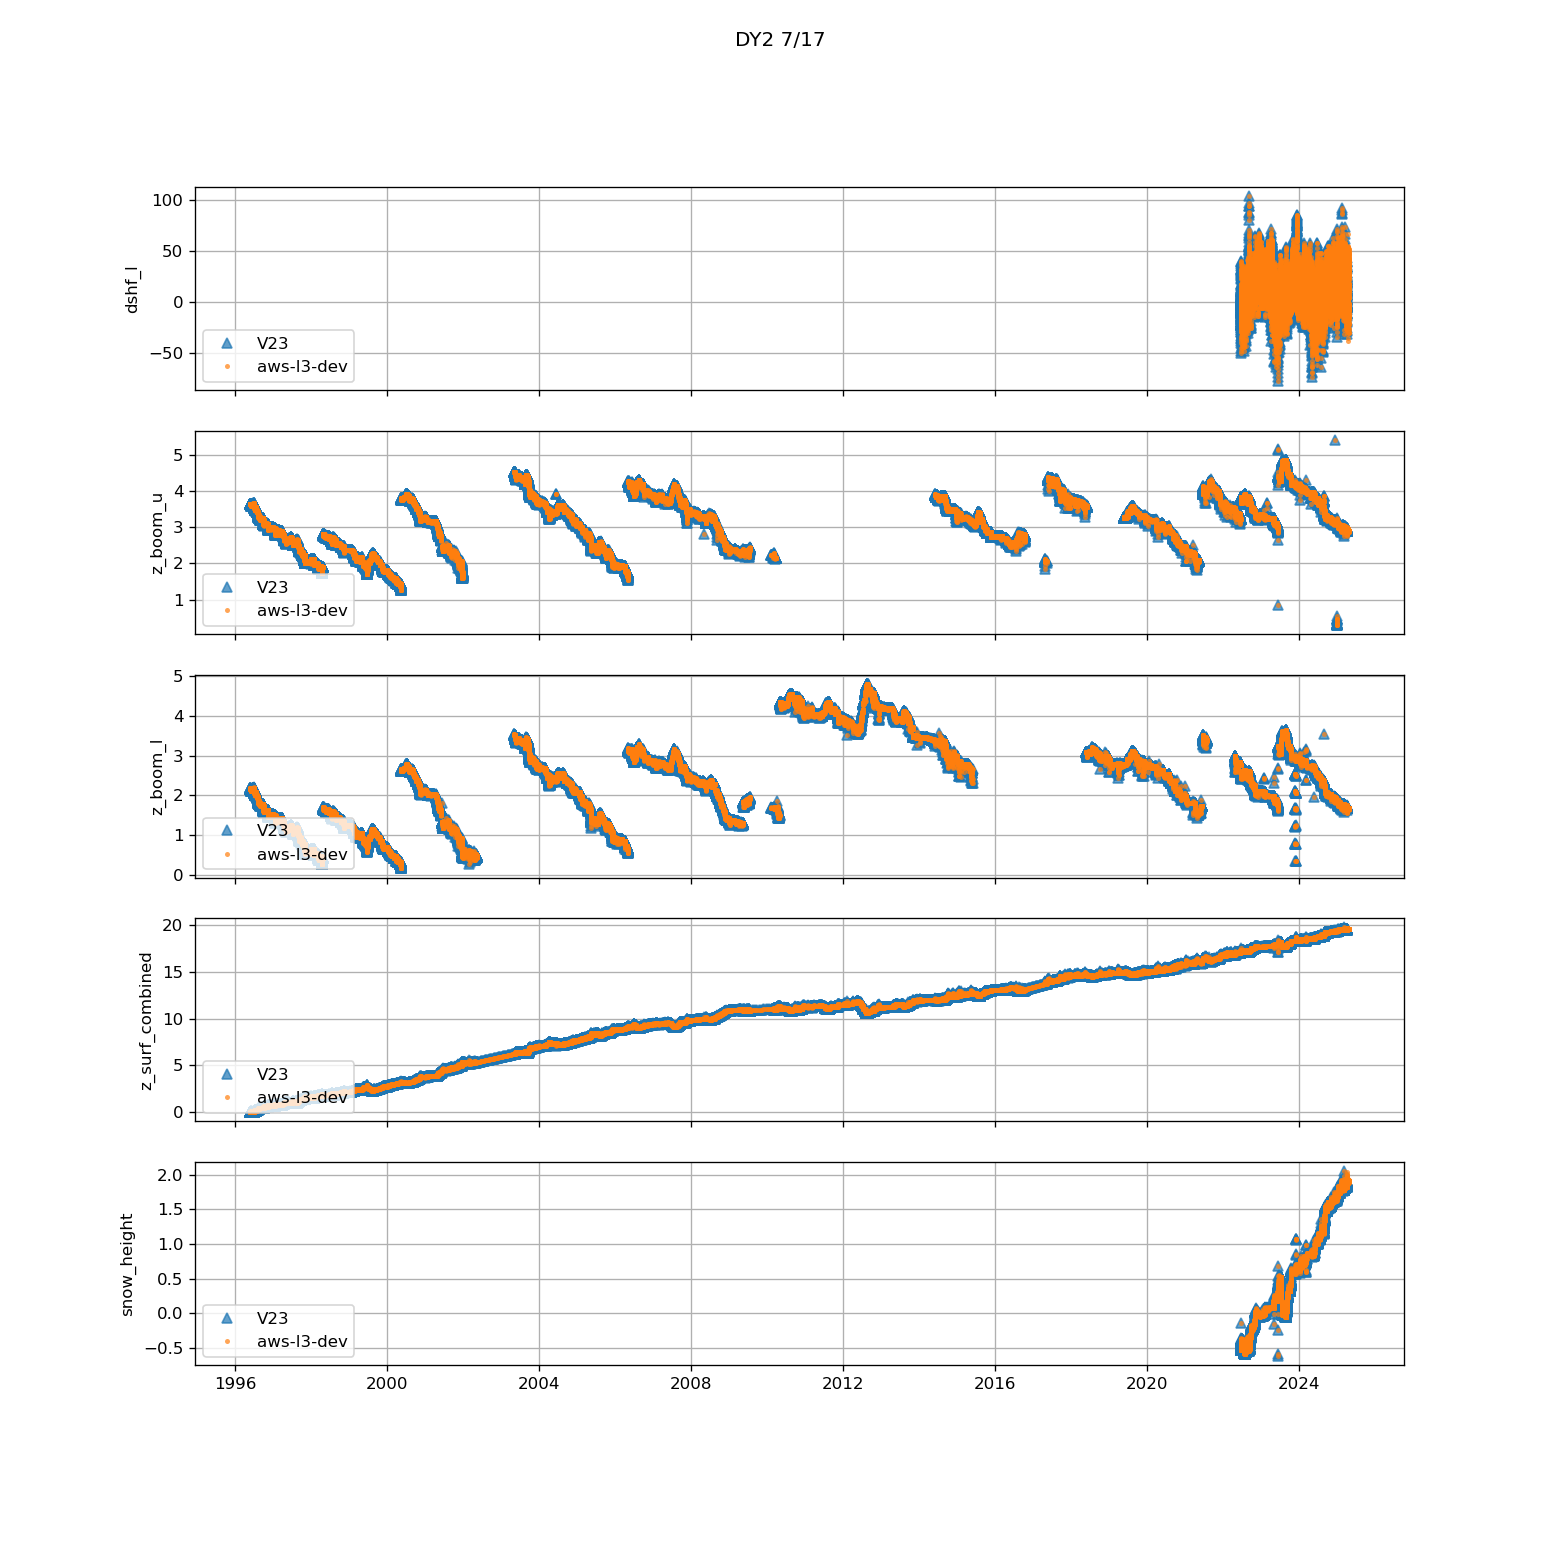 DY2 7/17
dshf_l
100
50
0
−50
V23
aws-l3-dev
z_boom_u
5
4
3
2
1
V23
aws-l3-dev
z_boom_l
5
4
3
2
1
0
V23
aws-l3-dev
z_surf_combined
20
15
10
5
0
V23
aws-l3-dev
snow_height
2.0
1.5
1.0
0.5
0.0
−0.5
V23
aws-l3-dev
1996 2000 2004 2008 2012 2016 2020 2024